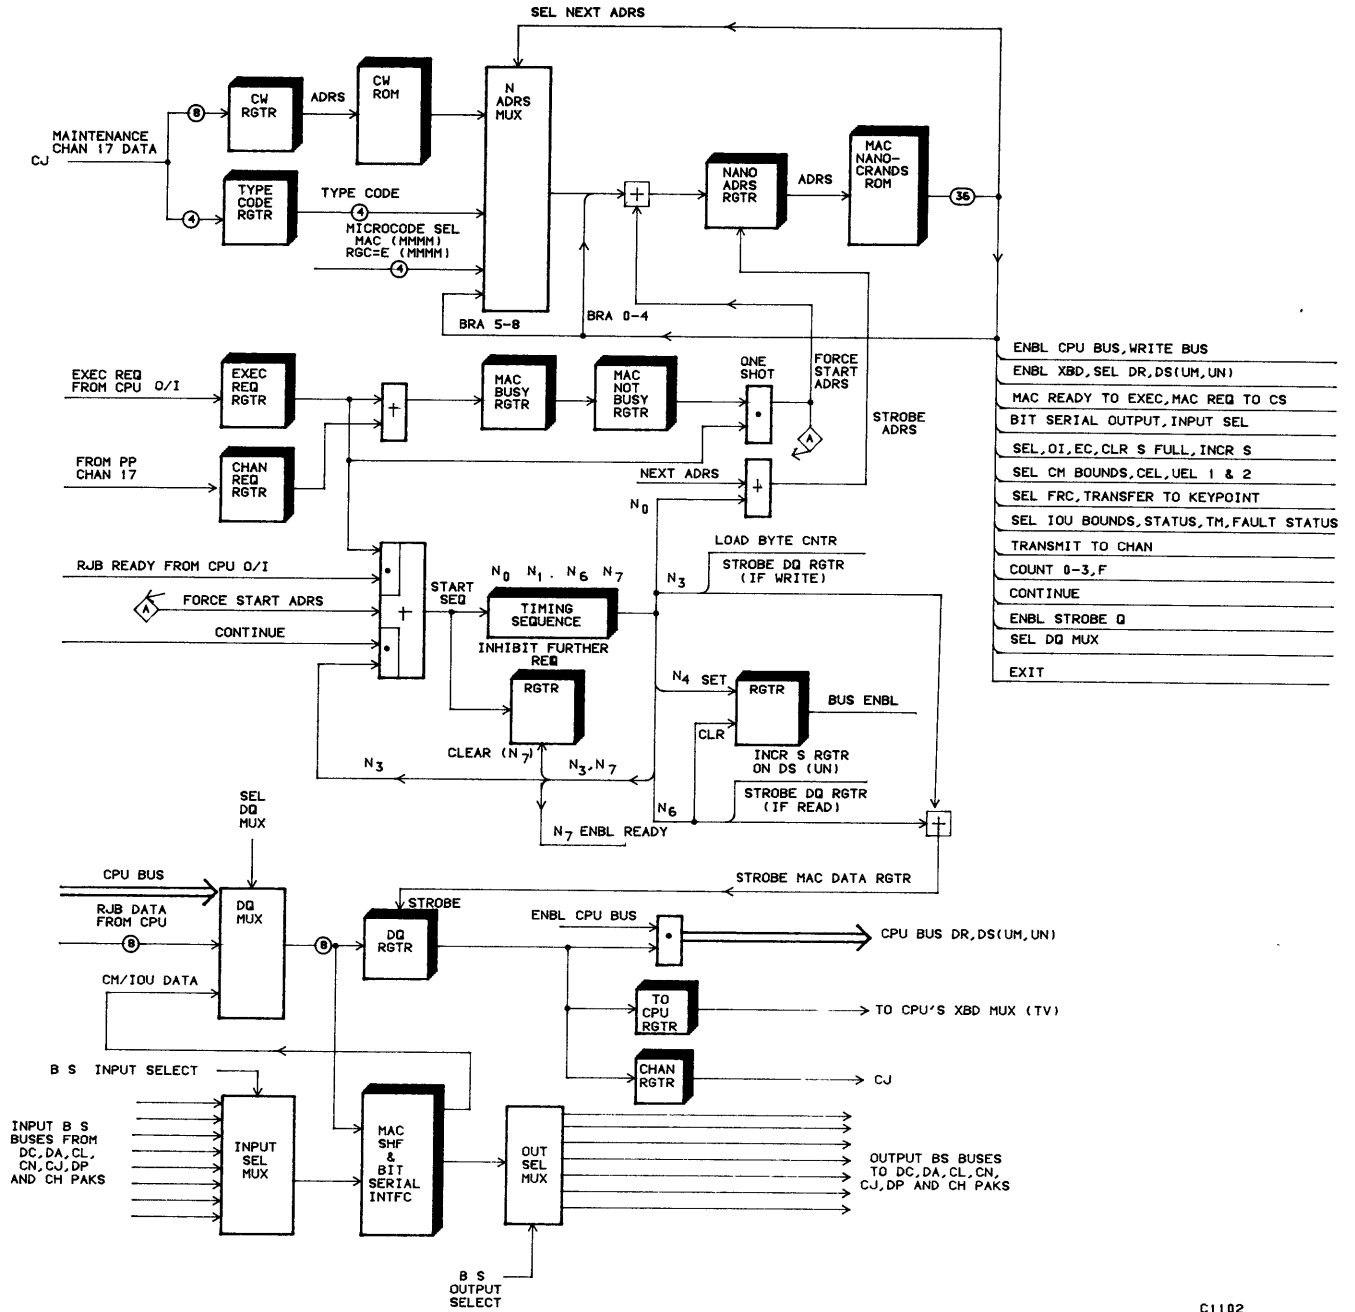 SEL NEXT ADRS
CJ
MAINTENANCE
CHAN 17 DATA
8
CW
RGTR
ADRS
CW
ROM
N
ADRS
MUX
4
TYPE
CODE
RGTR
TYPE CODE
4
MICROCODE SEL
MAC (MMMM)
RGC=E (MMMM)
4
BRA 5-8
BRA 0-4
+
NANO
ADRS
RGTR
ADRS
MAC
NANO-
CRANDS
ROM
36
ENBL CPU BUS,WRITE BUS
ENBL XBD,SEL DR,DS(UM,UN)
MAC READY TO EXEC,MAC REQ TO CS
BIT SERIAL OUTPUT,INPUT SEL
SEL,OI,EC,CLR S FULL,INCR S
SEL CM BOUNDS,CEL,UEL 1 & 2
SEL FRC,TRANSFER TO KEYPOINT
SEL IOU BOUNDS,STATUS,TM,FAULT STATUS
TRANSMIT TO CHAN
COUNT 0-3,F
CONTINUE
ENBL STROBE Q
SEL DQ MUX
EXIT
EXEC REQ
FROM CPU O/I
EXEC
REQ
RGTR
FROM PP
CHAN 17
CHAN
REQ
RGTR
+
MAC
BUSY
RGTR
MAC
NOT
BUSY
RGTR
ONE
SHOT
FORCE
START
ADRS
A
STROBE
ADRS
NEXT ADRS
N0
+
RJB READY FROM CPU O/I
A
FORCE START ADRS
CONTINUE
+
START
SEQ
N0 N1 . N6 N7
TIMING
SEQUENCE
INHIBIT FURTHER
REQ
RGTR
CLEAR (N7)
N3
N3,N7
N7 ENBL READY
LOAD BYTE CNTR
N3
STROBE DQ RGTR
(IF WRITE)
N4 SET
RGTR
BUS ENBL
CLR
INCR S RGTR
ON DS (UN)
N6
STROBE DQ RGTR
(IF READ)
+
STROBE MAC DATA RGTR
SEL
DQ
MUX
CPU BUS
RJB DATA
FROM CPU
8
CM/IOU DATA
DQ
MUX
8
STROBE
DQ
RGTR
ENBL CPU BUS
CPU BUS DR,DS(UM,UN)
TO
CPU
RGTR
TO CPU'S XBD MUX (TV)
CHAN
RGTR
CJ
B S INPUT SELECT
INPUT B S
BUSES FROM
DC,DA,CL,
CN,CJ,DP
AND CH PAKS
INPUT
SEL
MUX
MAC
SHF
&
BIT
SERIAL
INTFC
OUT
SEL
MUX
OUTPUT BS BUSES
TO DC,DA,CL,CN,
CJ,DP AND CH PAKS
B S
OUTPUT
SELECT
C1102